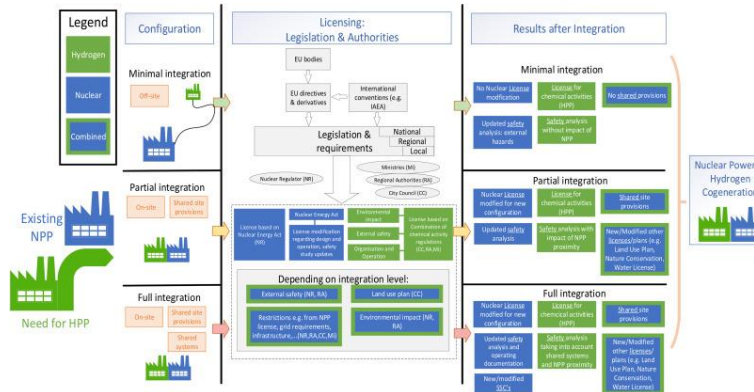 Legend
Hydrogen
Nuclear
Combined
Existing
NPP
Need for HPP
Configuration
Minimal integration
Off-site
Partial integration
On-site
Shared site
provisions
Full integration
On-site
Shared site
provisions
Shared
systems
Licensing:
Legislation & Authorities
EU bodies
EU directives
& derivatives
International
conventions (e.g.
IAEA)
Legislation &
requirements
National
Regional
Local
Nuclear Regulator (NR)
Ministries (MI)
Regional Authorities (RA)
City Council (CC)
License based on
Nuclear Energy Act
(NR)
Nuclear Energy Act
License modification
regarding design and
operation, safety
study updates
Environmental
impact
External safety
Organisation and
Operation
License based on
Combination of
chemical activity
regulations
(CC,RA,MI)
Depending on integration level:
External safety (NR, RA)
Land use plan (CC)
Restrictions e.g. from NPP
license, grid requirements,
infrastructure,...(NR,RA,CC,MI)
Environmental impact (NR,
RA)
Results after Integration
Minimal integration
No Nuclear License
modification
License for
chemical activities
(HPP)
No shared provisions
Updated safety
analysis: external
hazards
Safety analysis
without impact of
NPP
Partial integration
Nuclear License
modified for new
configuration
License for
chemical activities
(HPP)
Shared site
provisions
Updated safety
analysis
Safety analysis with
impact of NPP
proximity
New/Modified other
licenses/plans (e.g.
Land Use Plan,
Nature Conservation,
Water License)
Full integration
Nuclear License
modified for new
configuration
License for
chemical activities
(HPP)
Shared site
provisions
Updated safety
analysis and
operating
documentation
Safety analysis
taking into account
shared systems and
NPP proximity
New/Modified
other licenses/
plans (e.g. Land
Use Plan, Nature
Conservation,
Water License)
New/modified
SSC's
Nuclear Powered
Hydrogen
Cogeneration